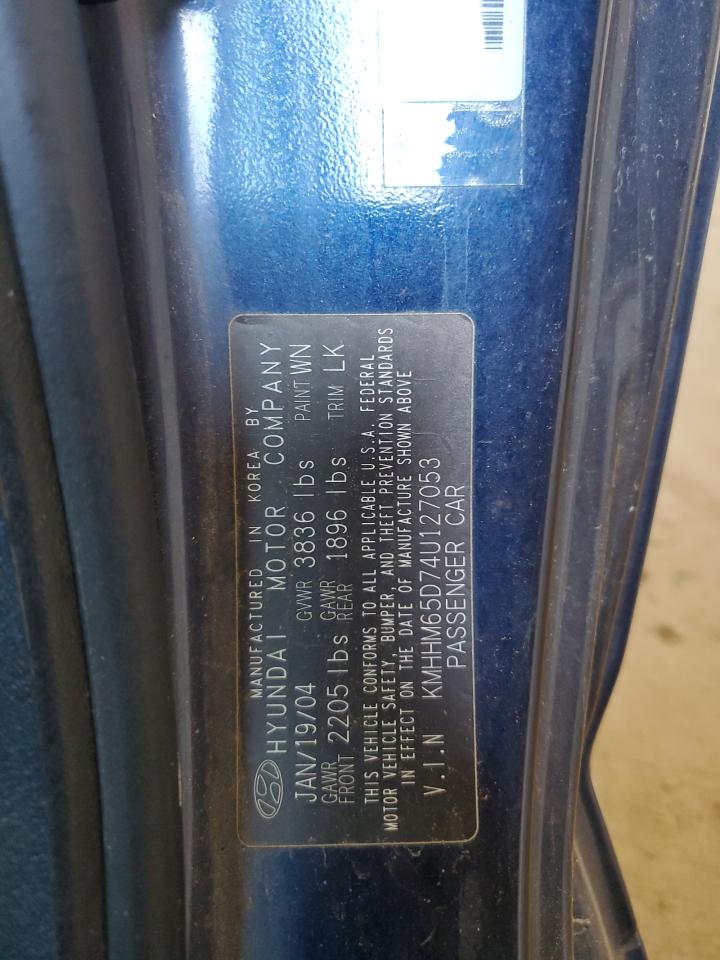 MANUFACTURED IN KOREA BY
HYUNDAI MOTOR COMPANY
JAN/19/04 GVWR 3836 lbs PAINT WN
GAWR FRONT 2205 lbs GAWR REAR 1896 lbs TRIM LK
THIS VEHICLE CONFORMS TO ALL APPLICABLE U.S.A. FEDERAL
MOTOR VEHICLE SAFETY, BUMPER, AND THEFT PREVENTION STANDARDS
IN EFFECT ON THE DATE OF MANUFACTURE SHOWN ABOVE
V.I.N KMHHM65D74U127053
PASSENGER CAR